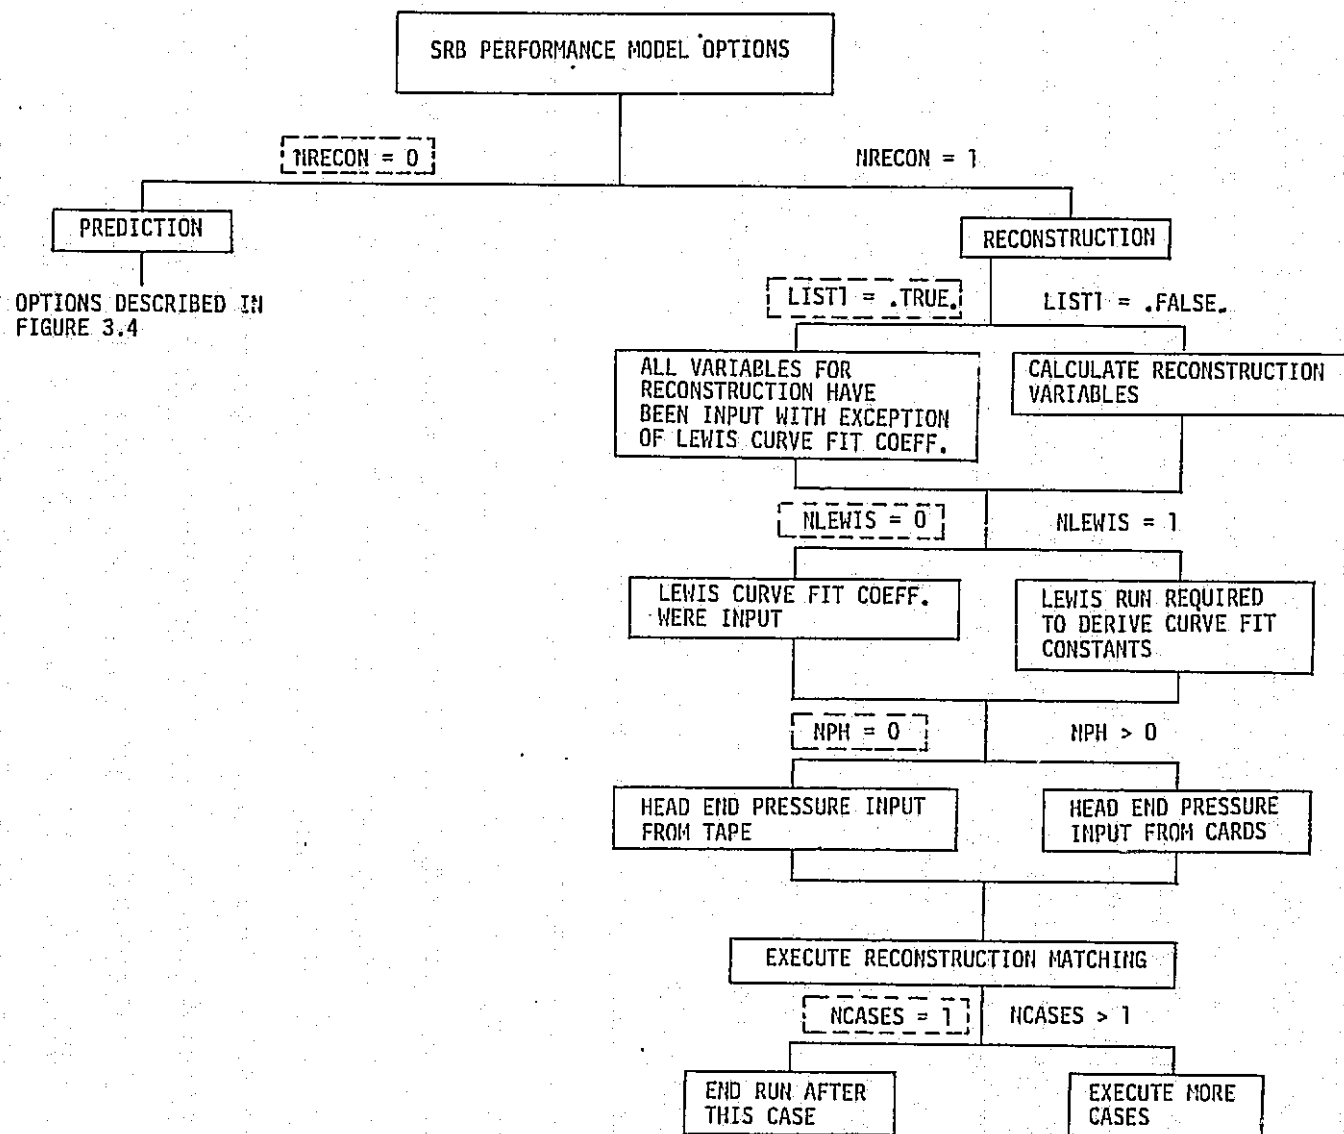 SRB PERFORMANCE MODEL OPTIONS
NRECON = 0
NRECON = 1
PREDICTION
RECONSTRUCTION
OPTIONS DESCRIBED IN
FIGURE 3.4
LIST1 = .TRUE.
LIST1 = .FALSE.
ALL VARIABLES FOR
RECONSTRUCTION HAVE
BEEN INPUT WITH EXCEPTION
OF LEWIS CURVE FIT COEFF.
CALCULATE RECONSTRUCTION
VARIABLES
NLEWIS = 0
NLEWIS = 1
LEWIS CURVE FIT COEFF.
WERE INPUT
LEWIS RUN REQUIRED
TO DERIVE CURVE FIT
CONSTANTS
NPH = 0
NPH > 0
HEAD END PRESSURE INPUT
FROM TAPE
HEAD END PRESSURE
INPUT FROM CARDS
EXECUTE RECONSTRUCTION MATCHING
NCASES = 1
NCASES > 1
END RUN AFTER
THIS CASE
EXECUTE MORE
CASES